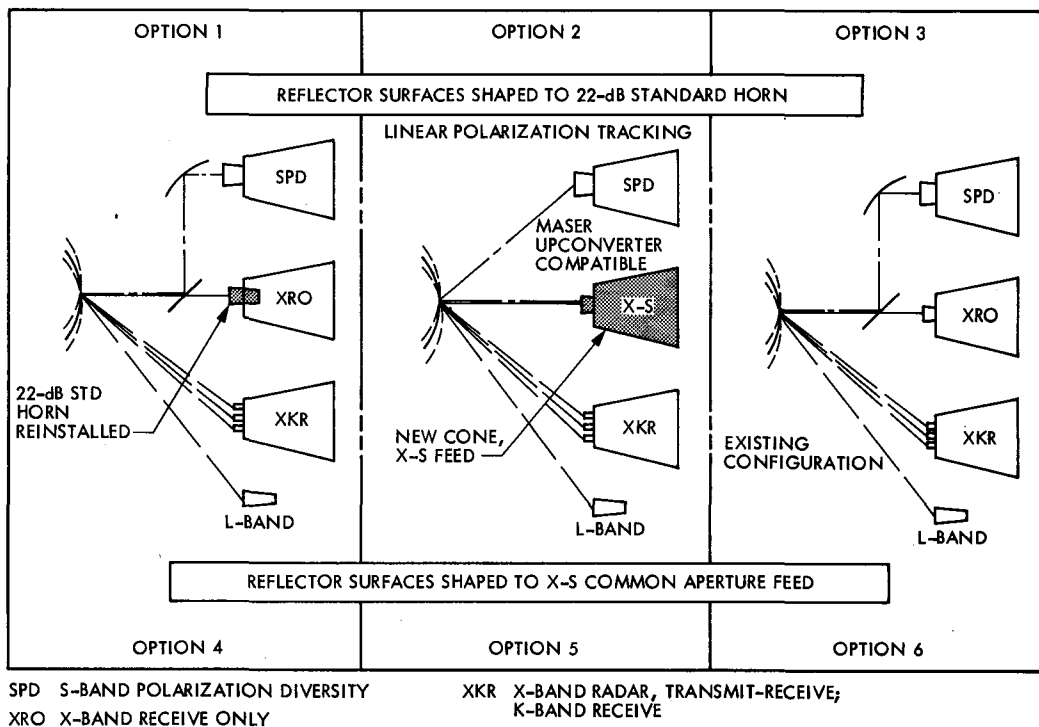 OPTION 1
OPTION 2
OPTION 3
REFLECTOR SURFACES SHAPED TO 22-dB STANDARD HORN
LINEAR POLARIZATION TRACKING
SPD
SPD
SPD
MASER
UPCONVERTER
COMPATIBLE
XRO
X-S
XRO
22-dB STD
HORN
REINSTALLED
XKR
NEW CONE,
X-S FEED
XKR
EXISTING
CONFIGURATION
XKR
L-BAND
L-BAND
L-BAND
REFLECTOR SURFACES SHAPED TO X-S COMMON APERTURE FEED
OPTION 4
OPTION 5
OPTION 6
SPD S-BAND POLARIZATION DIVERSITY
XRO X-BAND RECEIVE ONLY
XKR X-BAND RADAR, TRANSMIT-RECEIVE;
K-BAND RECEIVE